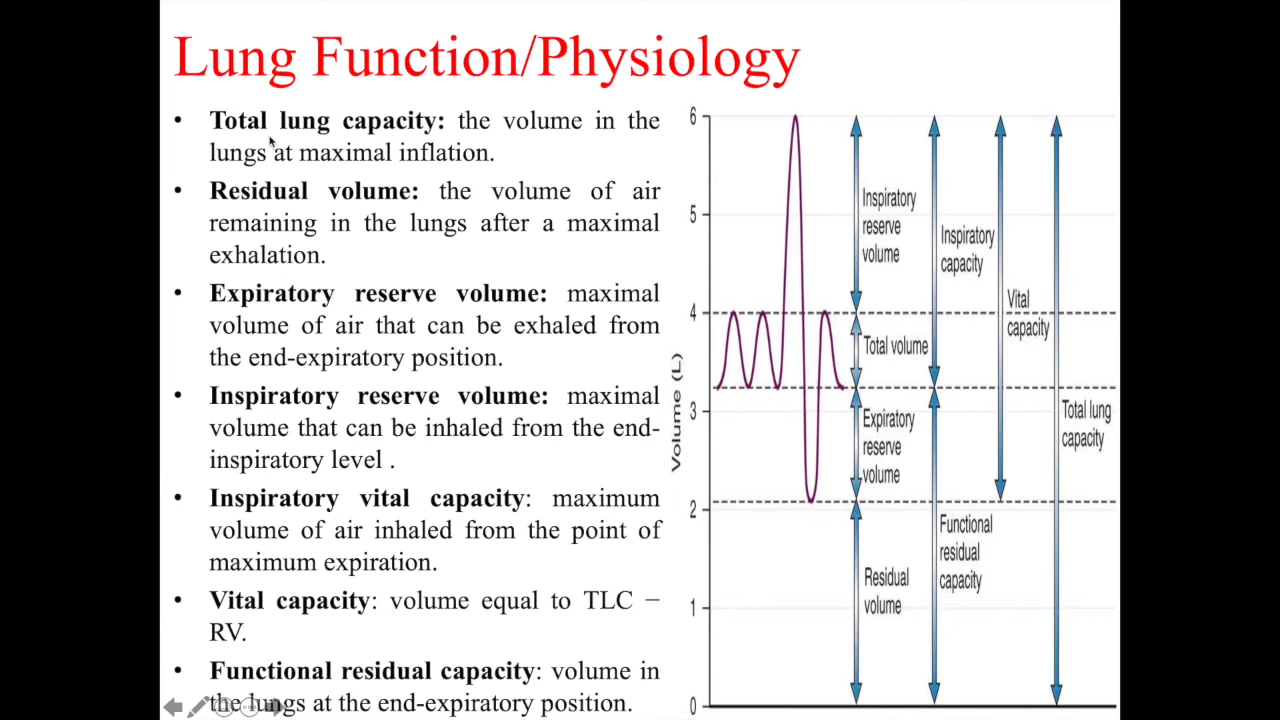 Lung Function/Physiology
• Total lung capacity: the volume in the
lungs at maximal inflation.
• Residual volume: the volume of air
remaining in the lungs after a maximal
exhalation.
• Expiratory reserve volume: maximal
volume of air that can be exhaled from
the end-expiratory position.
• Inspiratory reserve volume: maximal
volume that can be inhaled from the end-
inspiratory level .
• Inspiratory vital capacity: maximum
volume of air inhaled from the point of
maximum expiration.
• Vital capacity: volume equal to TLC −
RV.
• Functional residual capacity: volume in
the lungs at the end-expiratory position.
Volume (L)
6
5
4
3
2
1
0
Inspiratory
reserve
volume
Total volume
Expiratory
reserve
volume
Residual
volume
Inspiratory
capacity
Functional
residual
capacity
Vital
capacity
Total lung
capacity